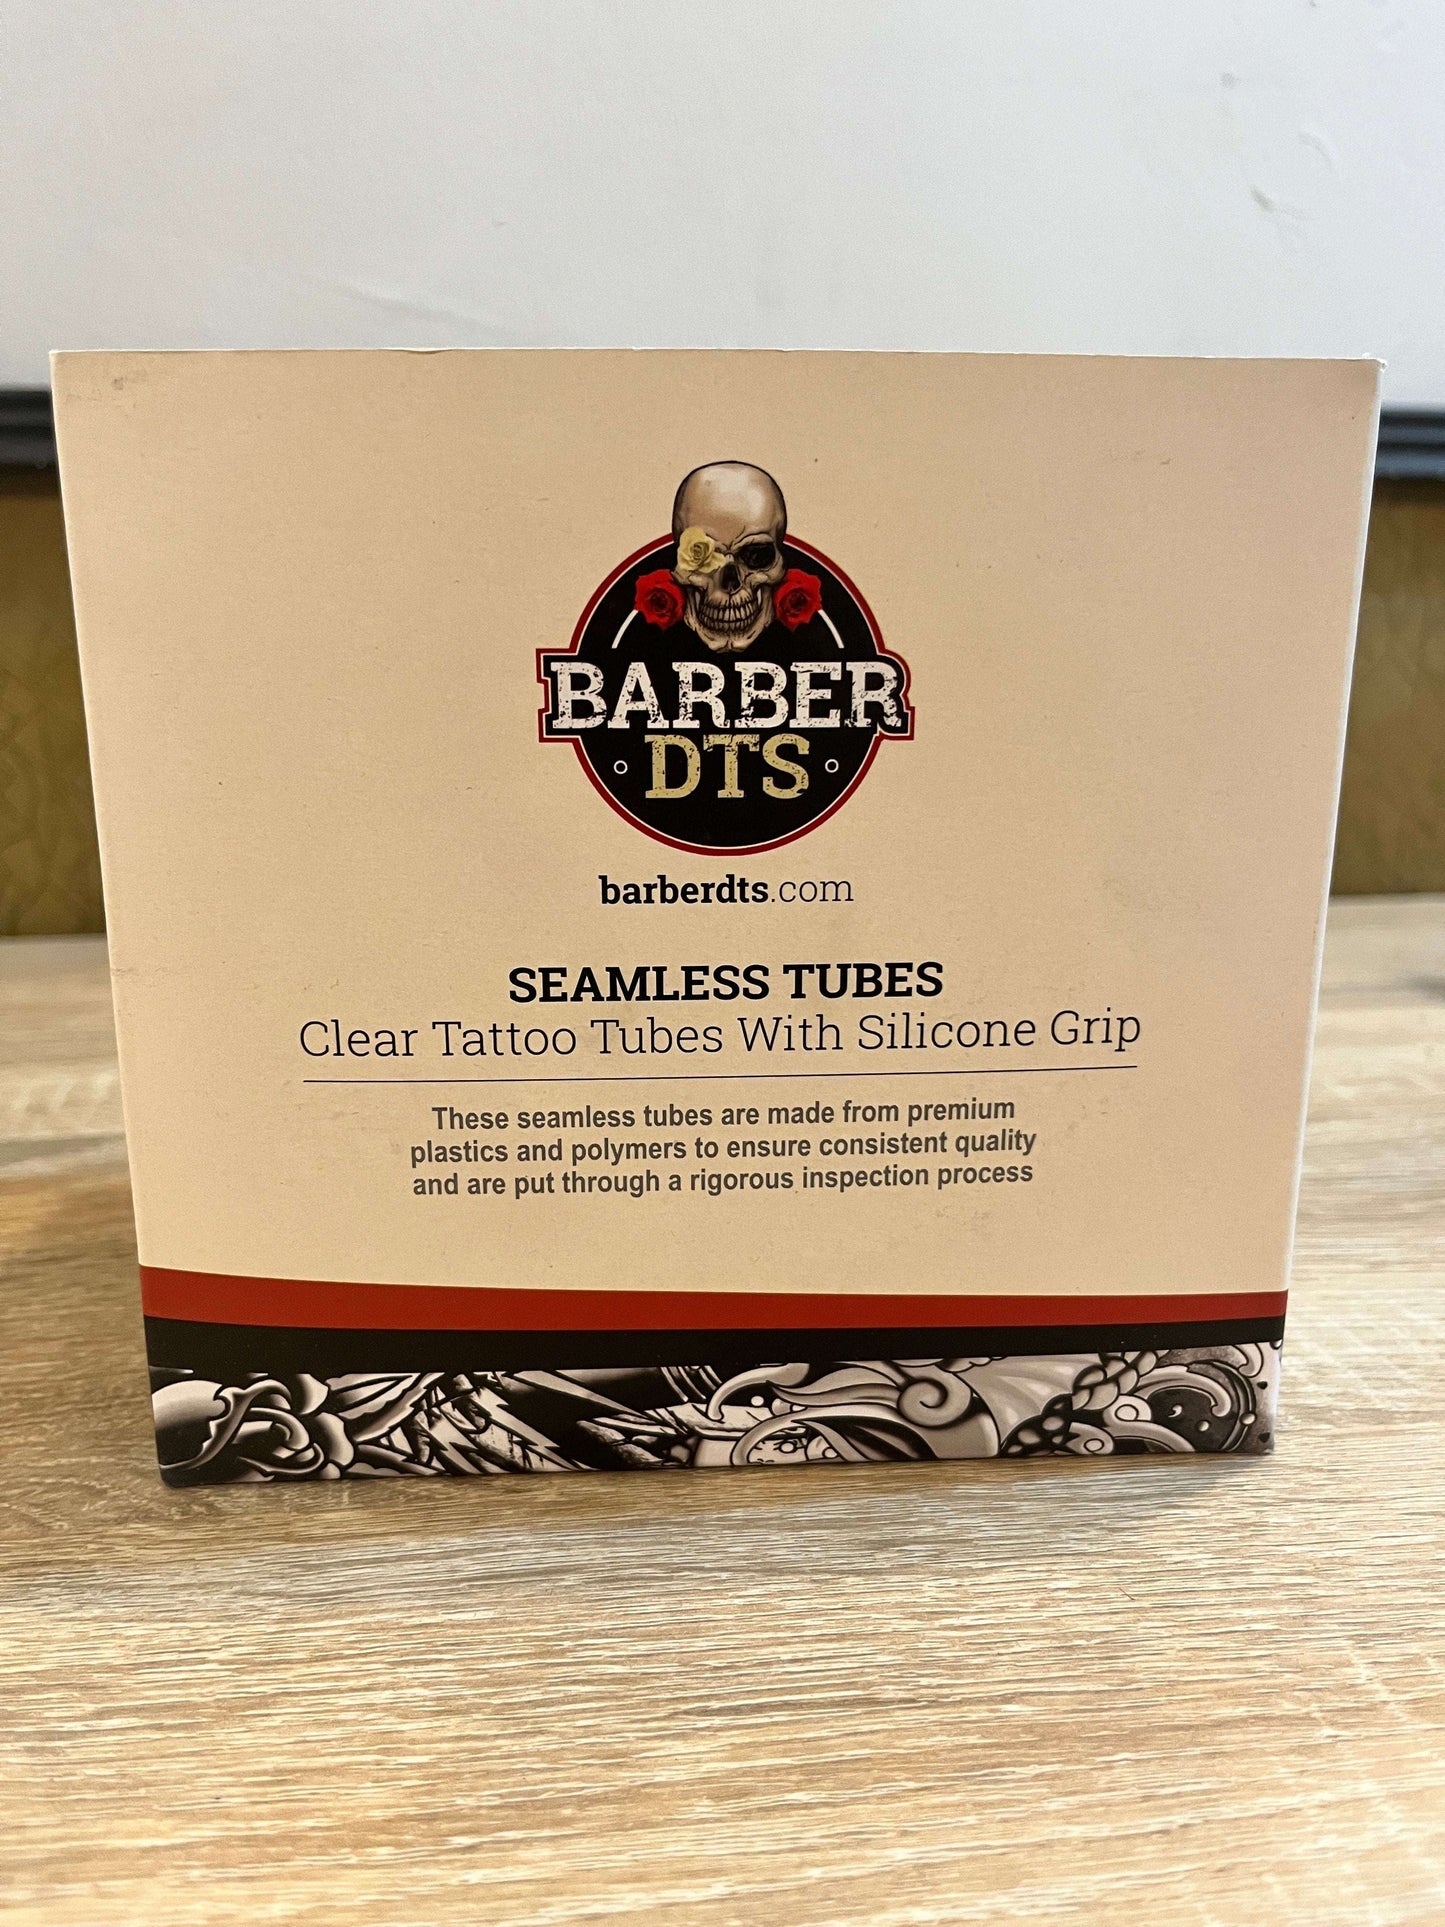 BARBER
DTS
barberdts.com
SEAMLESS TUBES
Clear Tattoo Tubes With Silicone Grip
These seamless tubes are made from premium
plastics and polymers to ensure consistent quality
and are put through a rigorous inspection process